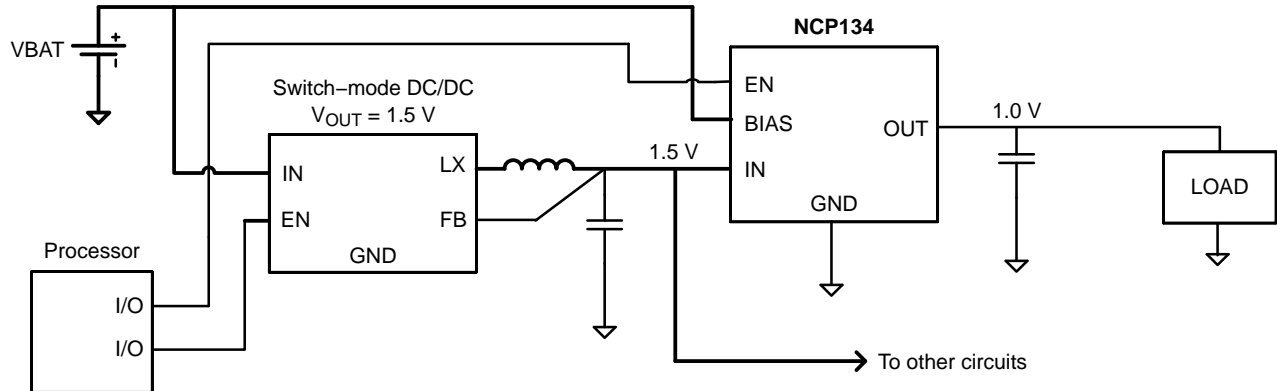 NCP134
VBAT
+
−
Switch−mode DC/DC
VOUT = 1.5 V
EN
BIAS
IN
OUT
GND
1.0 V
LOAD
IN
EN
LX
FB
GND
1.5 V
Processor
I/O
I/O
To other circuits